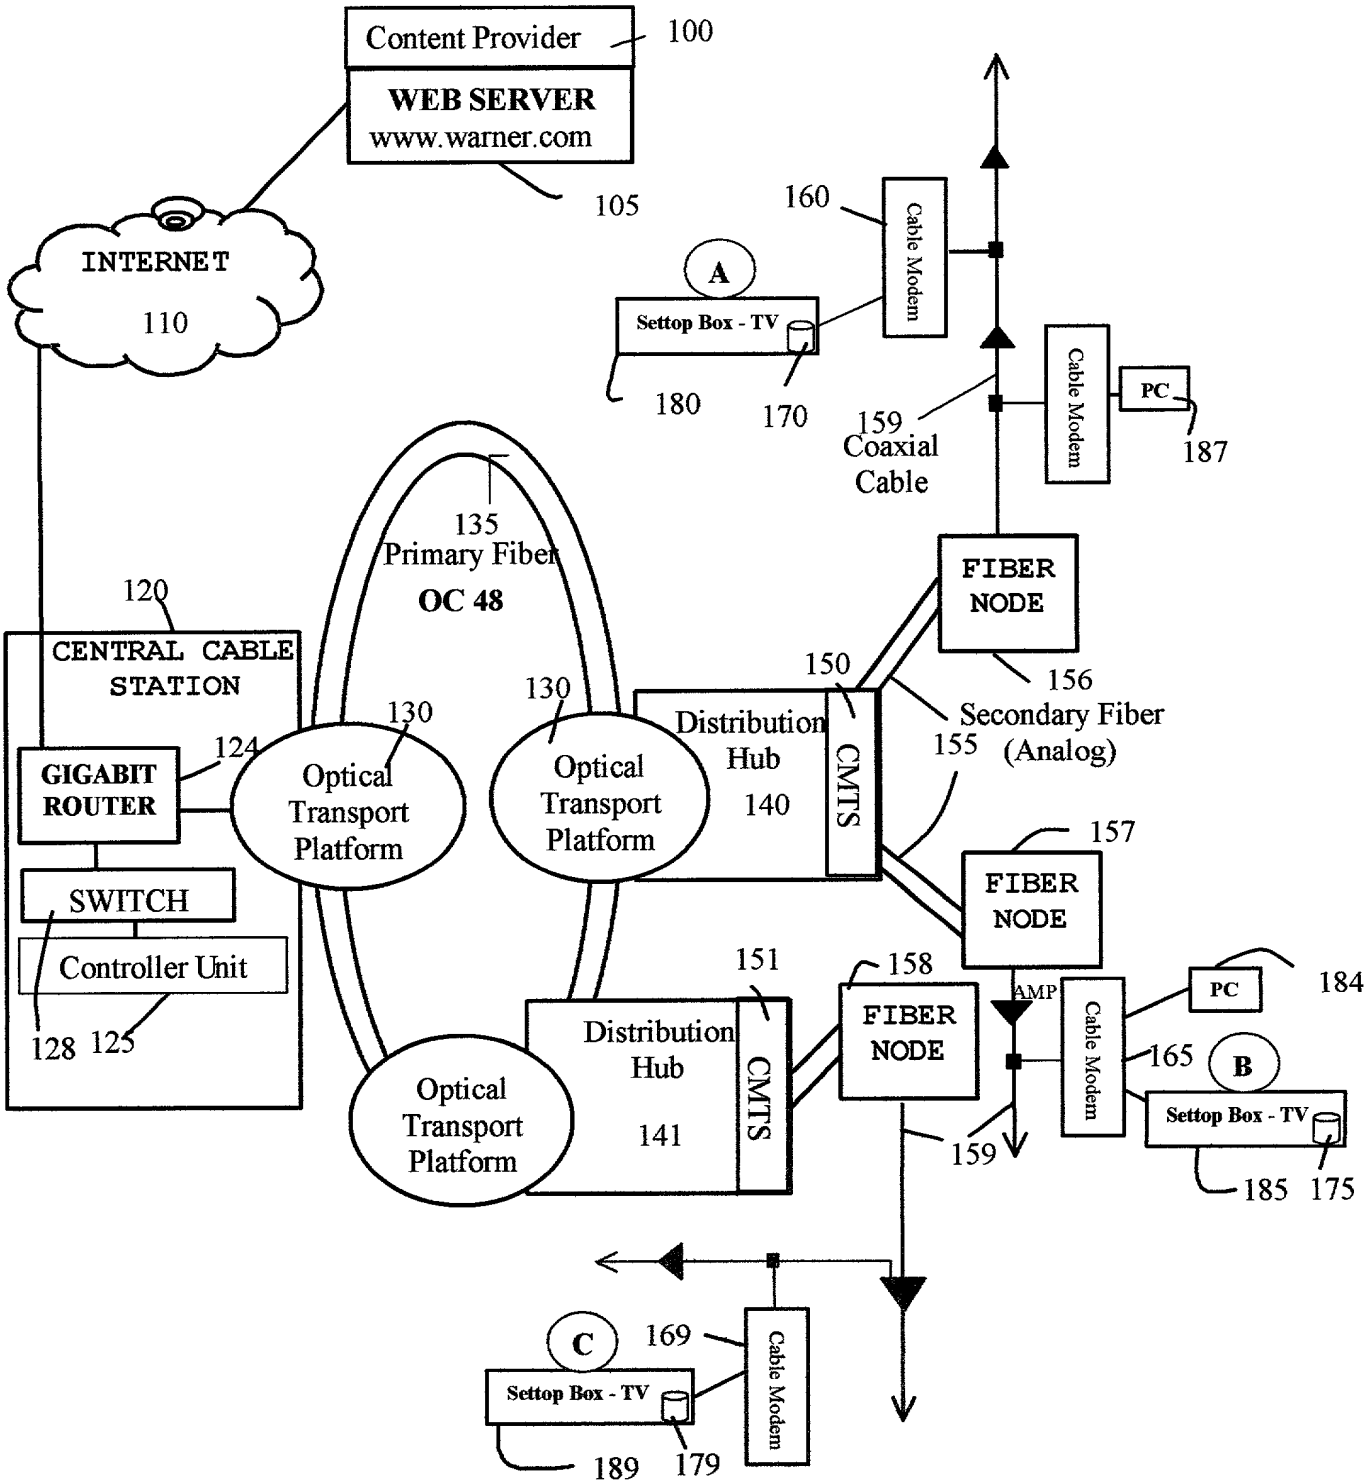 Content Provider
100
WEB SERVER
www.warner.com
105
INTERNET
110
160
Cable Modem
A
Settop Box - TV
180
170
159
Coaxial
Cable
Cable Modem
PC
187
135
Primary Fiber
OC 48
FIBER
NODE
156
120
CENTRAL CABLE
STATION
GIGABIT
ROUTER
124
SWITCH
Controller Unit
128
125
130
Optical
Transport
Platform
130
Optical
Transport
Platform
Distribution
Hub
140
150
CMTS
Secondary Fiber
155
(Analog)
157
FIBER
NODE
AMP
Cable Modem
PC
184
165
B
Settop Box - TV
185
175
159
Optical
Transport
Platform
Distribution
Hub
141
151
CMTS
158
FIBER
NODE
C
Settop Box - TV
189
179
169
Cable Modem